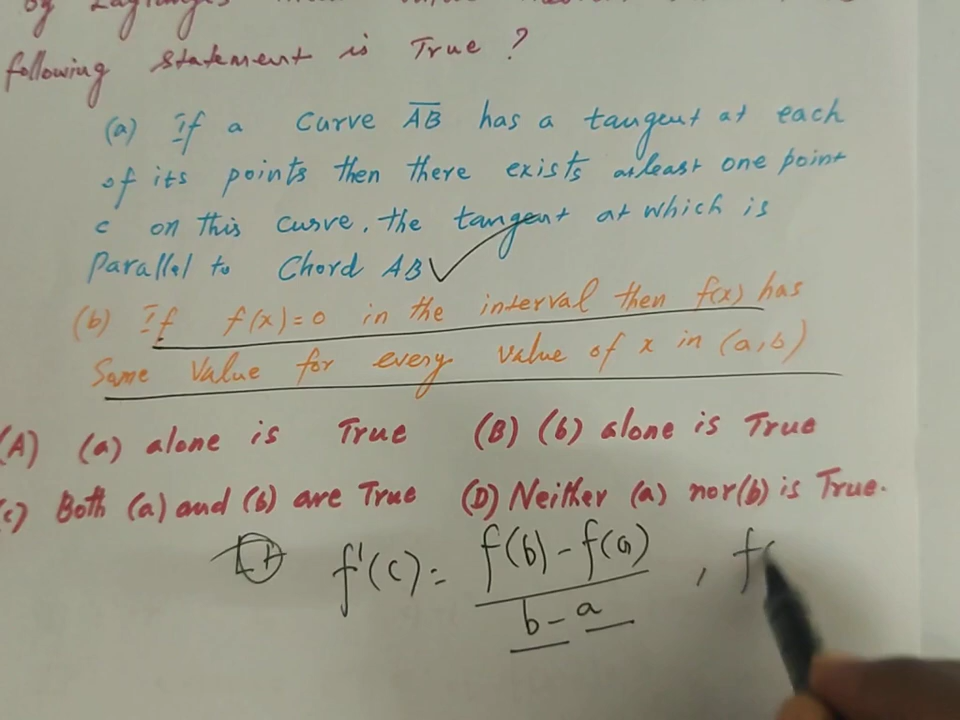 following statement is True ?
(a) If a curve AB has a tangent at each
of its points then there exists atleast one point
c on this curve, the tangent at which is
Parallel to Chord AB
(b) If f(x)=0 in the interval then f(x) has
Same Value for every value of x in (a,b)
(A) (a) alone is True (B) (b) alone is True
(C) Both (a) and (b) are True (D) Neither (a) nor (b) is True.
f'(c) = f(b) - f(a) / b - a , f(